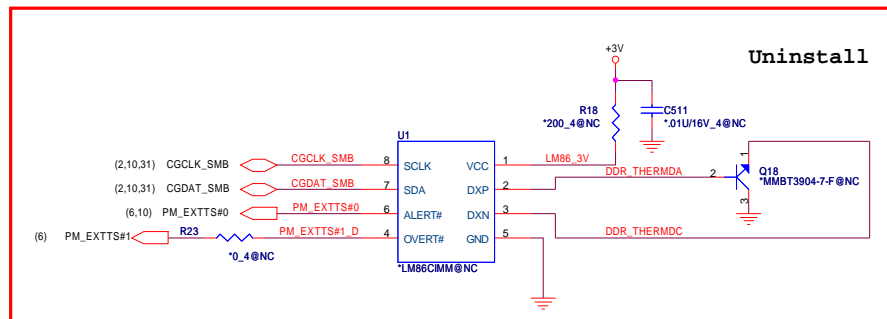 Uninstall
+3V
R18
*200_4@NC
C511
*.01U/16V_4@NC
U1
(2,10,31) CGCLK_SMB CGCLK_SMB 8 SCLK VCC 1 LM86_3V
(2,10,31) CGDAT_SMB CGDAT_SMB 7 SDA DXP 2 DDR_THERMDA 2
1
Q18
*MMBT3904-7-F@NC
3
(6,10) PM_EXTTS#0 PM_EXTTS#0 6 ALERT# DXN 3 DDR_THERMDC
(6) PM_EXTTS#1 R23 PM_EXTTS#1_D 4 OVERT# GND 5
*0_4@NC
*LM86CIMM@NC